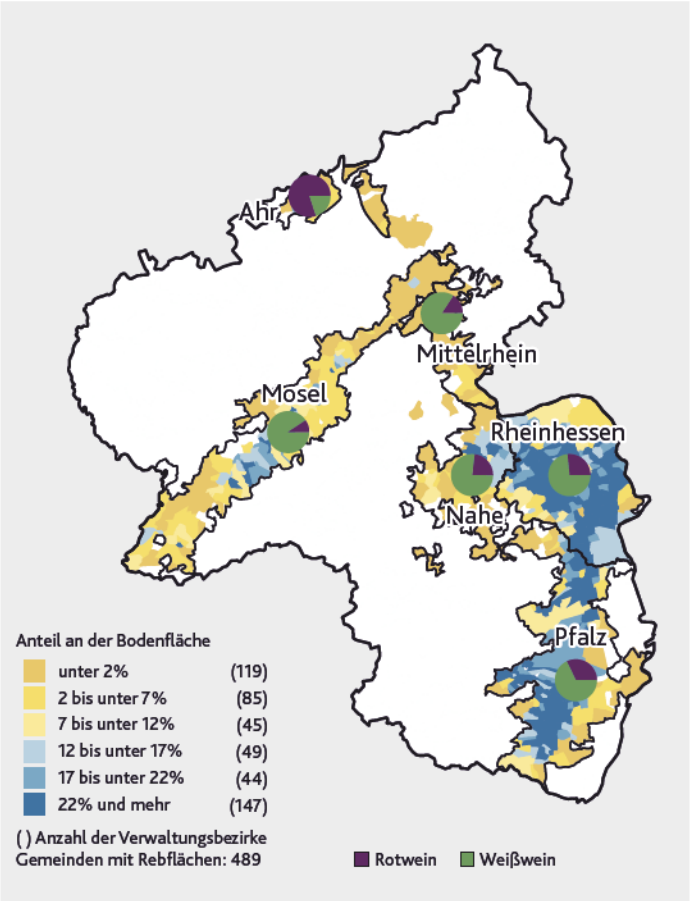 Ahr
Mittelrhein
Mosel
Rheinhessen
Nahe
Pfalz
Anteil an der Bodenfläche
unter 2% (119)
2 bis unter 7% (85)
7 bis unter 12% (45)
12 bis unter 17% (49)
17 bis unter 22% (44)
22% und mehr (147)
( ) Anzahl der Verwaltungsbezirke
Gemeinden mit Rebflächen: 489
Rotwein Weißwein